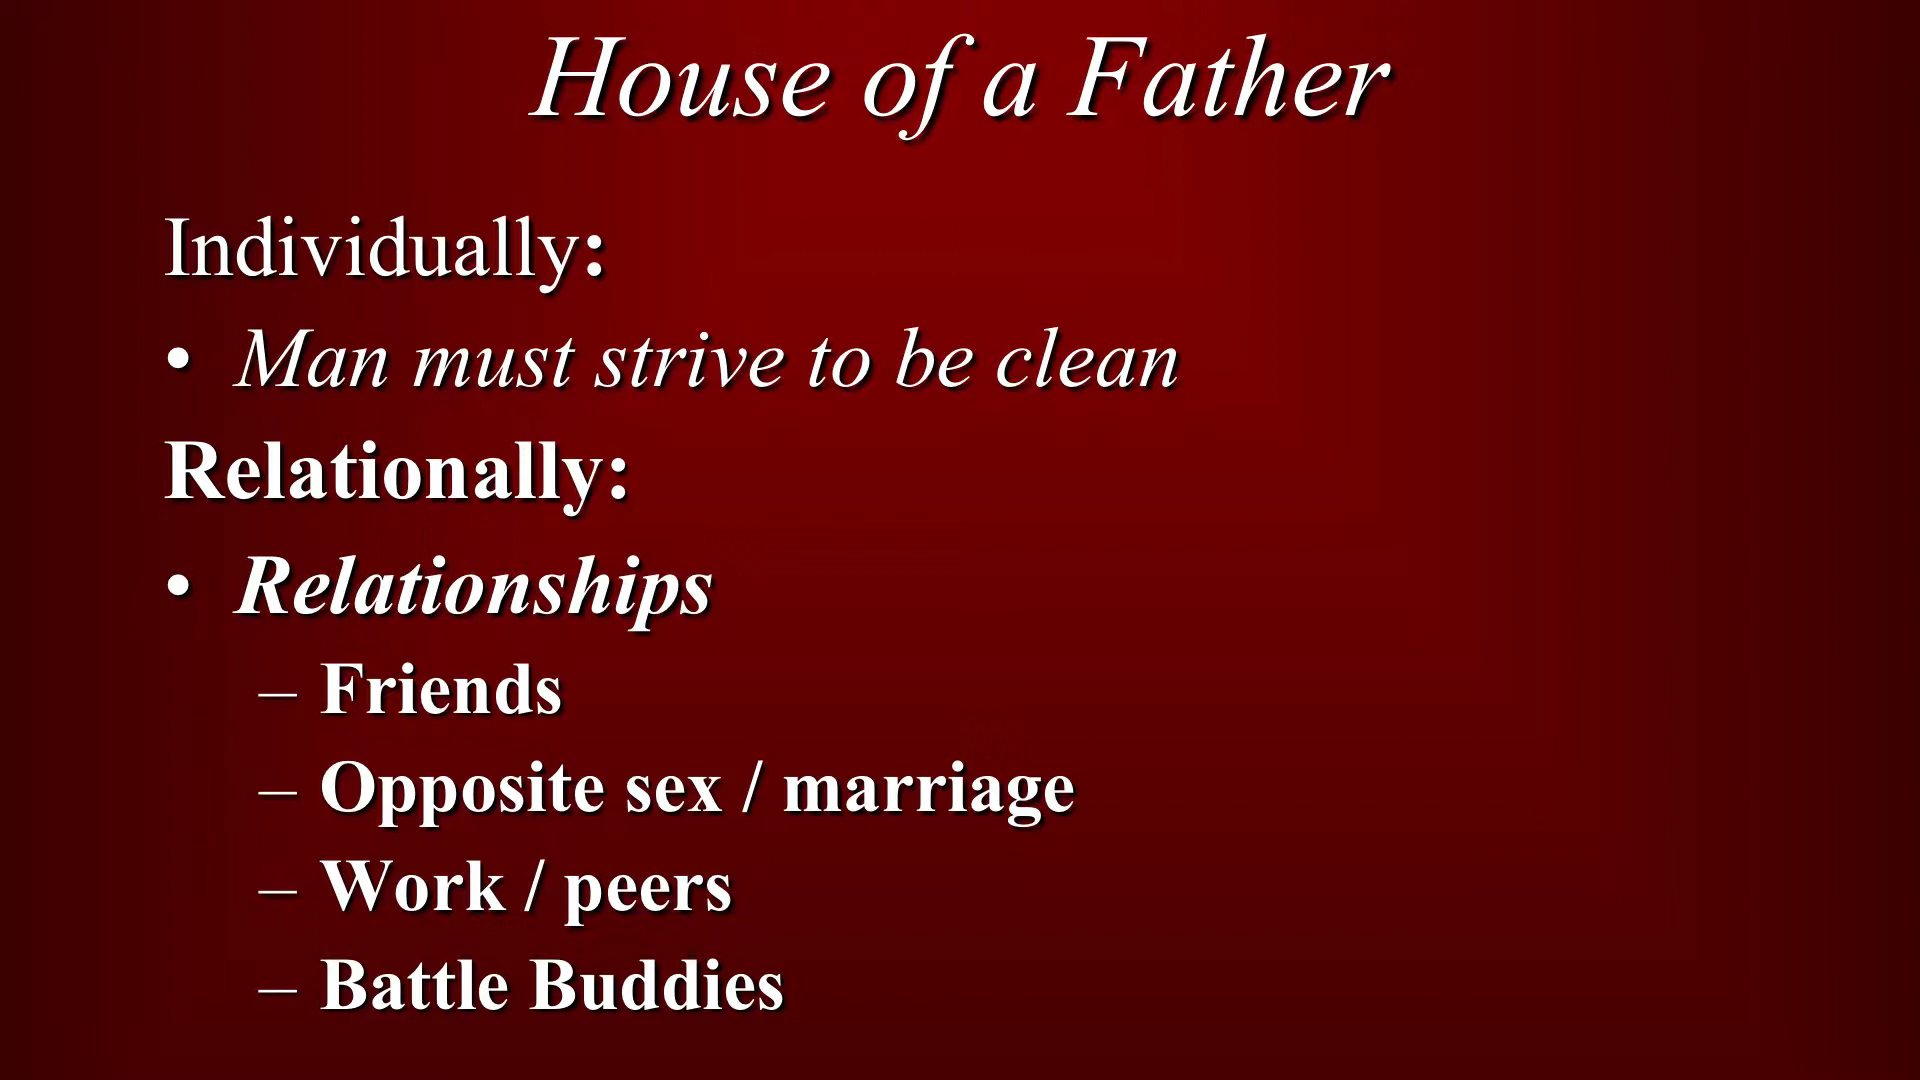 House of a Father
Individually:
• Man must strive to be clean
Relationally:
• Relationships
– Friends
– Opposite sex / marriage
– Work / peers
– Battle Buddies